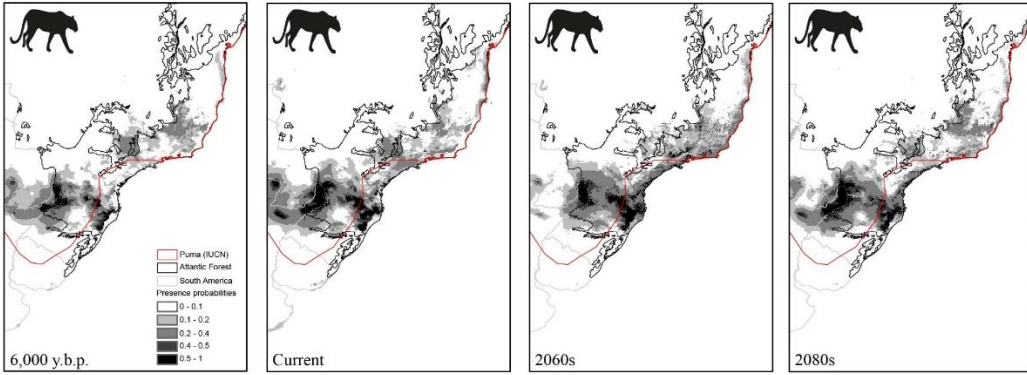 Puma (IUCN)
Atlantic Forest
South America
Presence probabilities
0 - 0.1
0.1 - 0.2
0.2 - 0.4
0.4 - 0.5
0.5 - 1
6,000 y.b.p.
Current
2060s
2080s